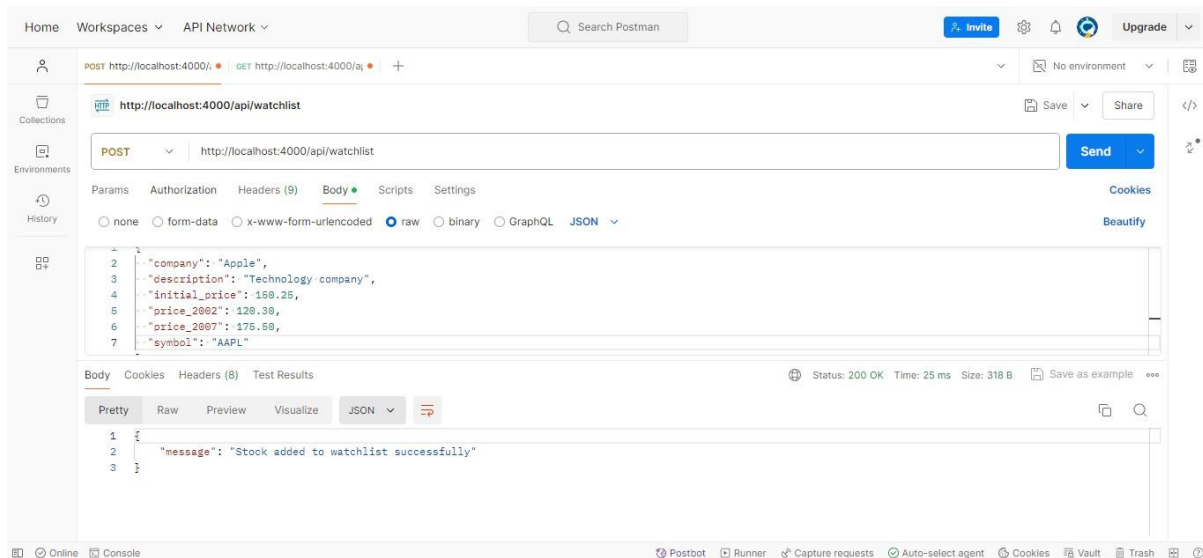 Home Workspaces API Network Search Postman Invite Upgrade
POST http://localhost:4000/. GET http://localhost:4000/a + No environment
HTTP http://localhost:4000/api/watchlist Save Share
Collections
POST http://localhost:4000/api/watchlist Send
Environments
Params Authorization Headers (9) Body Scripts Settings Cookies
History
none form-data x-www-form-urlencoded raw binary GraphQL JSON Beautify
1 {
2 "company": "Apple",
3 "description": "Technology company",
4 "initial_price": 150.25,
5 "price_2002": 120.30,
6 "price_2007": 175.50,
7 "symbol": "AAPL"
Body Cookies Headers (8) Test Results Status: 200 OK Time: 25 ms Size: 318 B Save as example
Pretty Raw Preview Visualize JSON
1 {
2 "message": "Stock added to watchlist successfully"
3 }
Online Console Postbot Runner Capture requests Auto-select agent Cookies Vault Trash